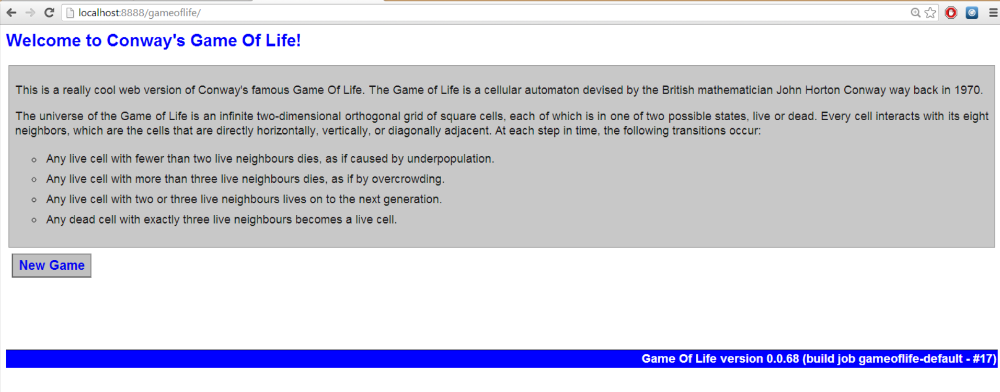 localhost:8888/gameoflife/
Welcome to Conway's Game Of Life!
This is a really cool web version of Conway's famous Game Of Life. The Game of Life is a cellular automaton devised by the British mathematician John Horton Conway way back in 1970.
The universe of the Game of Life is an infinite two-dimensional orthogonal grid of square cells, each of which is in one of two possible states, live or dead. Every cell interacts with its eight
neighbors, which are the cells that are directly horizontally, vertically, or diagonally adjacent. At each step in time, the following transitions occur:
Any live cell with fewer than two live neighbours dies, as if caused by underpopulation.
Any live cell with more than three live neighbours dies, as if by overcrowding.
Any live cell with two or three live neighbours lives on to the next generation.
Any dead cell with exactly three live neighbours becomes a live cell.
New Game
Game Of Life version 0.0.68 (build job gameoflife-default - #17)